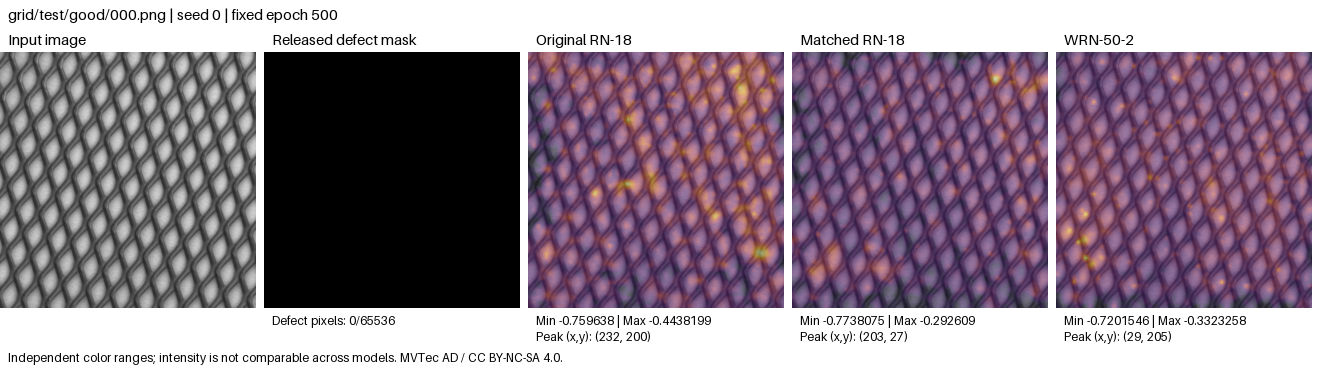 grid/test/good/000.png | seed 0 | fixed epoch 500
Input image
Released defect mask
Original RN-18
Matched RN-18
WRN-50-2
Defect pixels: 0/65536
Min -0.759638 | Max -0.4438199
Peak (x,y): (232, 200)
Min -0.7738075 | Max -0.292609
Peak (x,y): (203, 27)
Min -0.7201546 | Max -0.3323258
Peak (x,y): (29, 205)
Independent color ranges; intensity is not comparable across models. MVTec AD / CC BY-NC-SA 4.0.